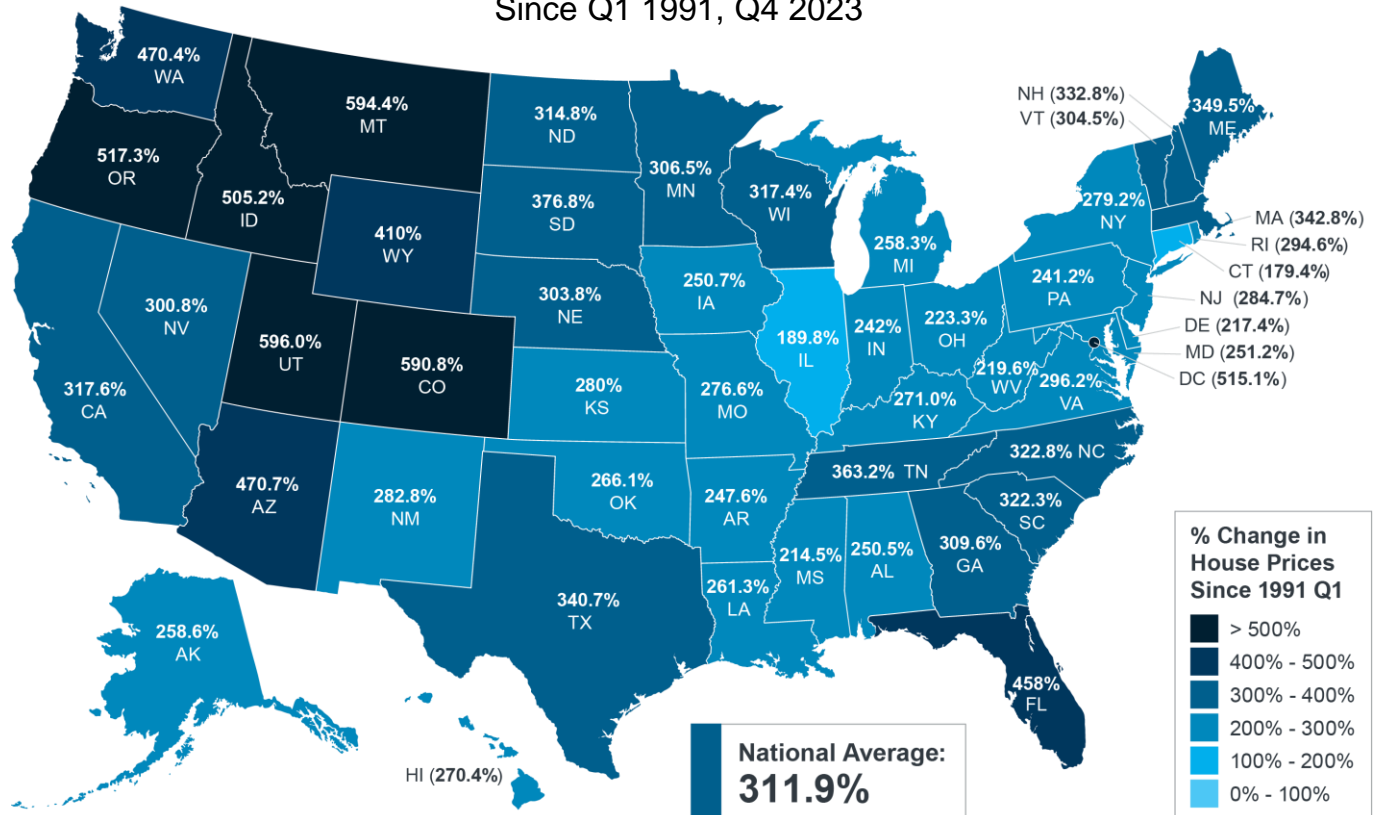 Since Q1 1991, Q4 2023
470.4%
WA
594.4%
MT
314.8%
ND
306.5%
MN
317.4%
WI
NH (332.8%)
VT (304.5%)
349.5%
ME
517.3%
OR
505.2%
ID
410%
WY
376.8%
SD
258.3%
MI
279.2%
NY
MA (342.8%)
RI (294.6%)
CT (179.4%)
NJ (284.7%)
DE (217.4%)
MD (251.2%)
DC (515.1%)
300.8%
NV
596.0%
UT
590.8%
CO
303.8%
NE
250.7%
IA
189.8%
IL
242%
IN
223.3%
OH
241.2%
PA
317.6%
CA
280%
KS
276.6%
MO
271.0%
KY
219.6%
WV
296.2%
VA
470.7%
AZ
282.8%
NM
266.1%
OK
247.6%
AR
363.2% TN
322.8% NC
322.3%
SC
340.7%
TX
261.3%
LA
214.5%
MS
250.5%
AL
309.6%
GA
458%
FL
258.6%
AK
HI (270.4%)
National Average:
311.9%
% Change in
House Prices
Since 1991 Q1
> 500%
400% - 500%
300% - 400%
200% - 300%
100% - 200%
0% - 100%